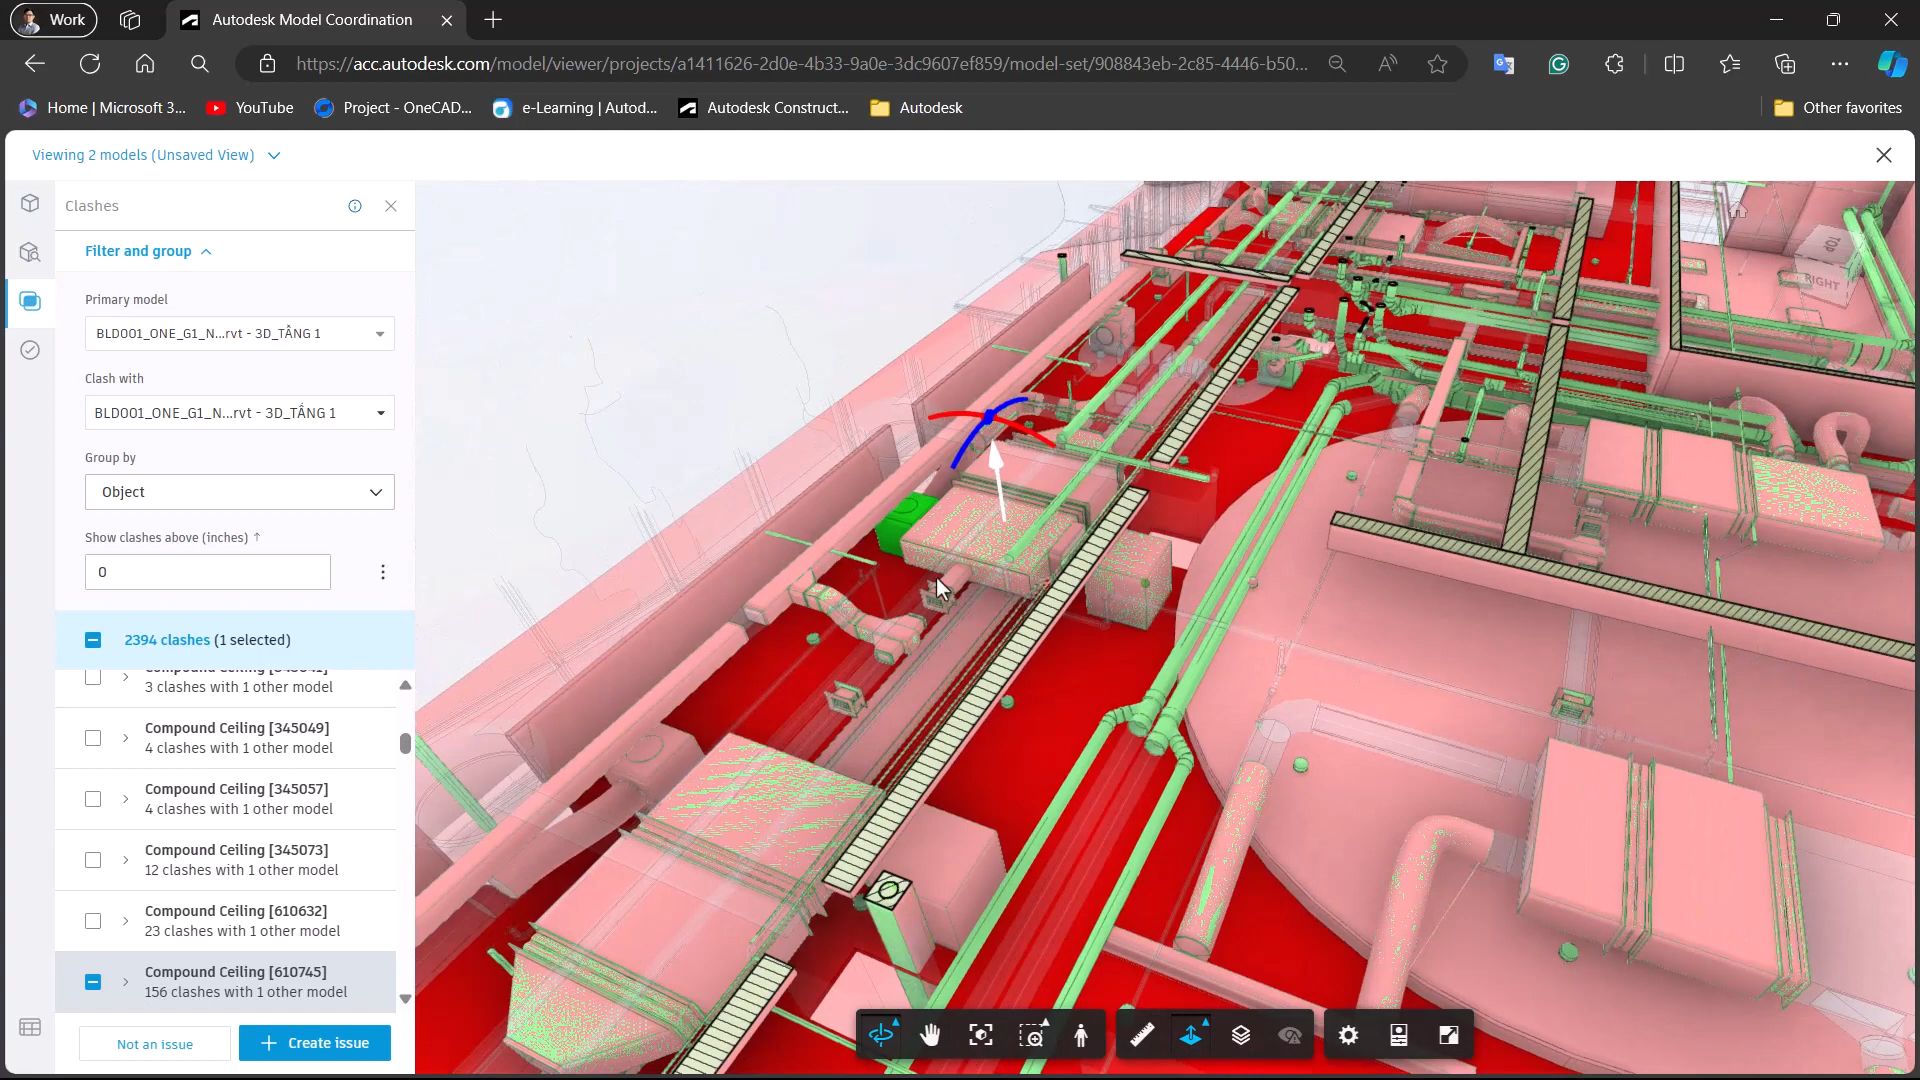 Work
Autodesk Model Coordination
https://acc.autodesk.com/model/viewer/projects/a1411626-2d0e-4b33-9a0e-3dc9607ef859/model-set/908843eb-2c85-4446-b50...
Home | Microsoft 3...
YouTube
Project - OneCAD...
e-Learning | Autod...
Autodesk Construct...
Autodesk
Other favorites
Viewing 2 models (Unsaved View)
Clashes
Filter and group
Primary model
BLD001_ONE_G1_N...rvt - 3D_TẦNG 1
Clash with
BLD001_ONE_G1_N...rvt - 3D_TẦNG 1
Group by
Object
Show clashes above (inches) ↑
0
2394 clashes (1 selected)
3 clashes with 1 other model
Compound Ceiling [345049]
4 clashes with 1 other model
Compound Ceiling [345057]
4 clashes with 1 other model
Compound Ceiling [345073]
12 clashes with 1 other model
Compound Ceiling [610632]
23 clashes with 1 other model
Compound Ceiling [610745]
156 clashes with 1 other model
Not an issue
Create issue
TOP
RIGHT